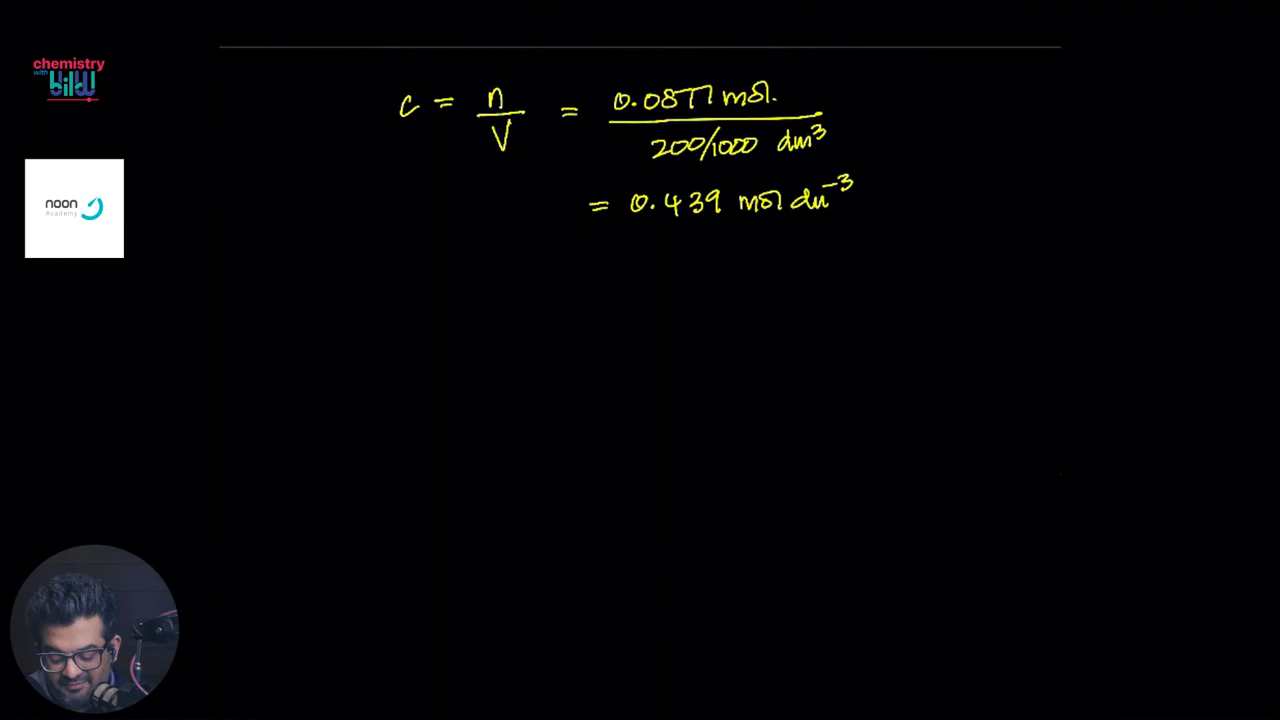 chemistry
with bilal
noon
Academy
c = n/V = 0.0877 mol. / 200/1000 dm³
= 0.439 mol dm⁻³